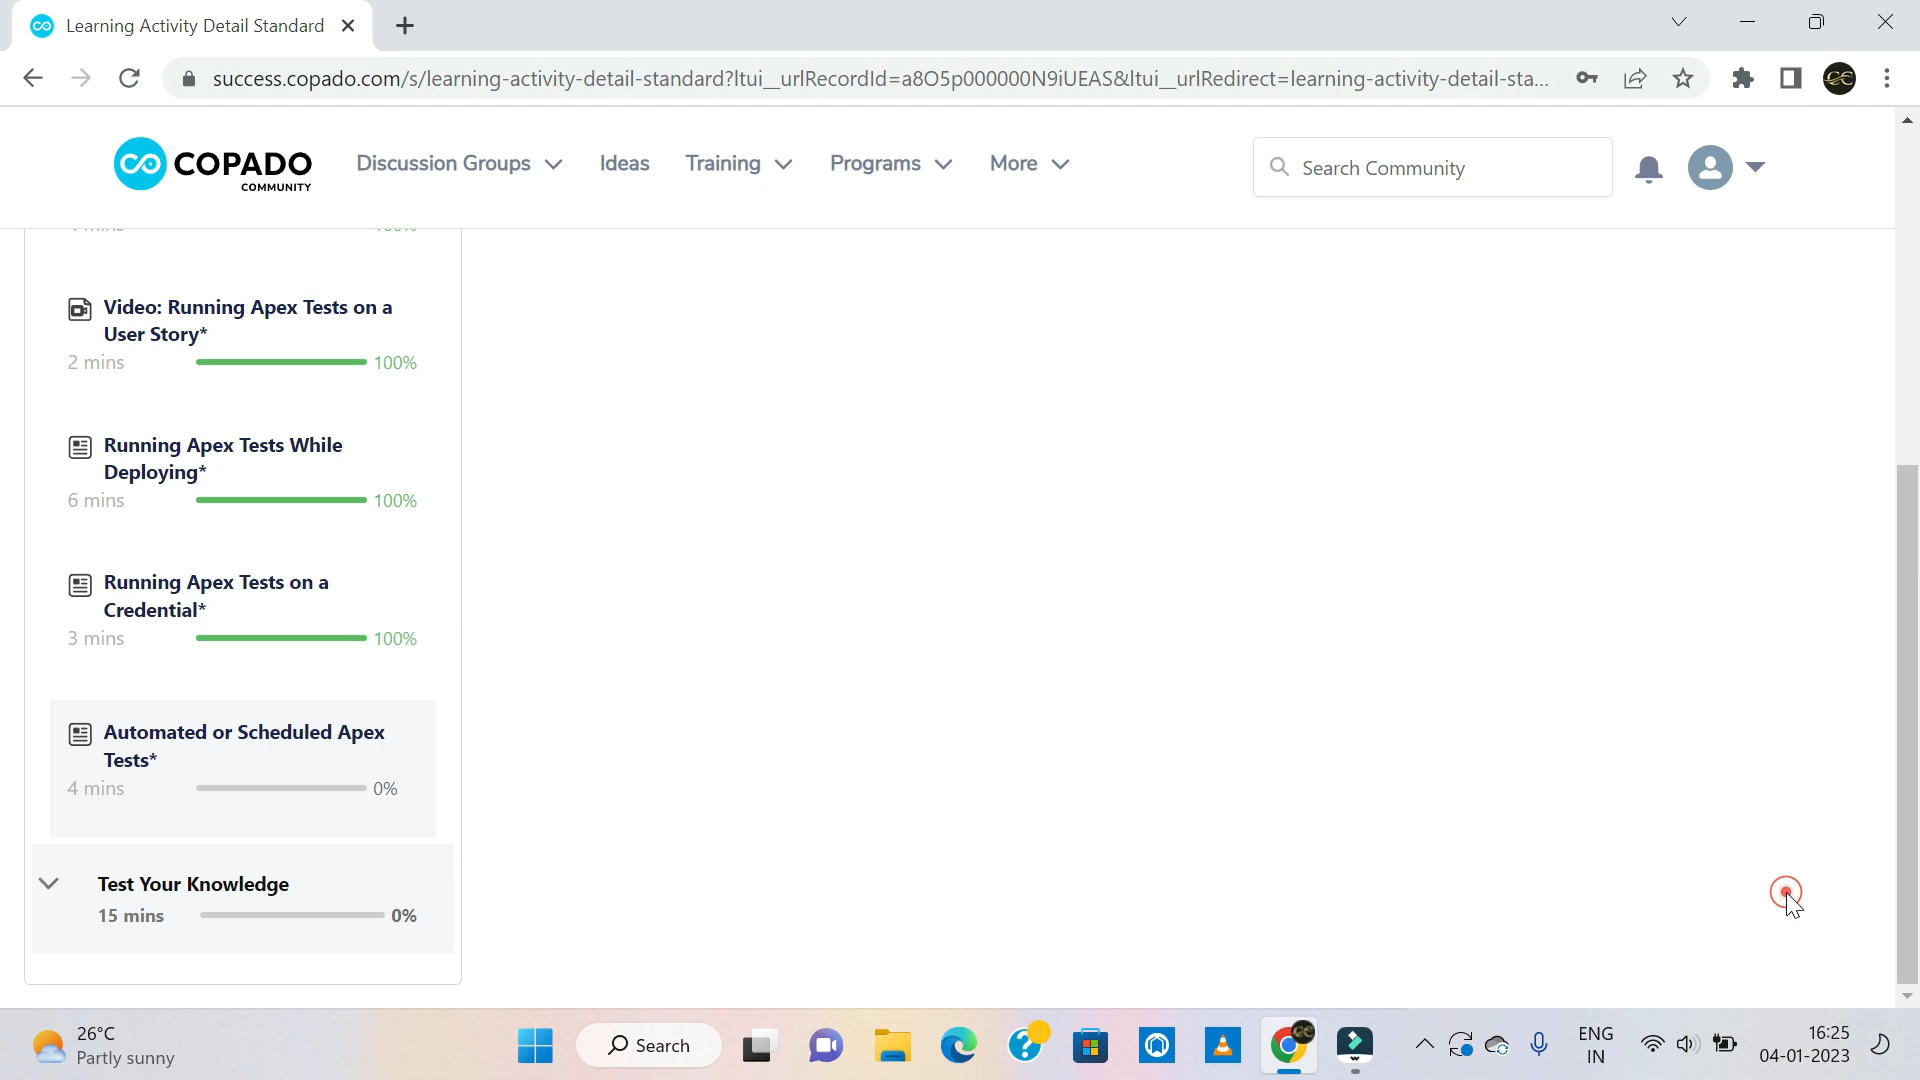 Learning Activity Detail Standard
success.copado.com/s/learning-activity-detail-standard?ltui__urlRecordId=a8O5p000000N9iUEAS&ltui__urlRedirect=learning-activity-detail-sta...
COPADO
COMMUNITY
Discussion Groups
Ideas
Training
Programs
More
Search Community
Video: Running Apex Tests on a
User Story*
2 mins
100%
Running Apex Tests While
Deploying*
6 mins
100%
Running Apex Tests on a
Credential*
3 mins
100%
Automated or Scheduled Apex
Tests*
4 mins
0%
Test Your Knowledge
15 mins
0%
26°C
Partly sunny
Search
ENG
IN
16:25
04-01-2023